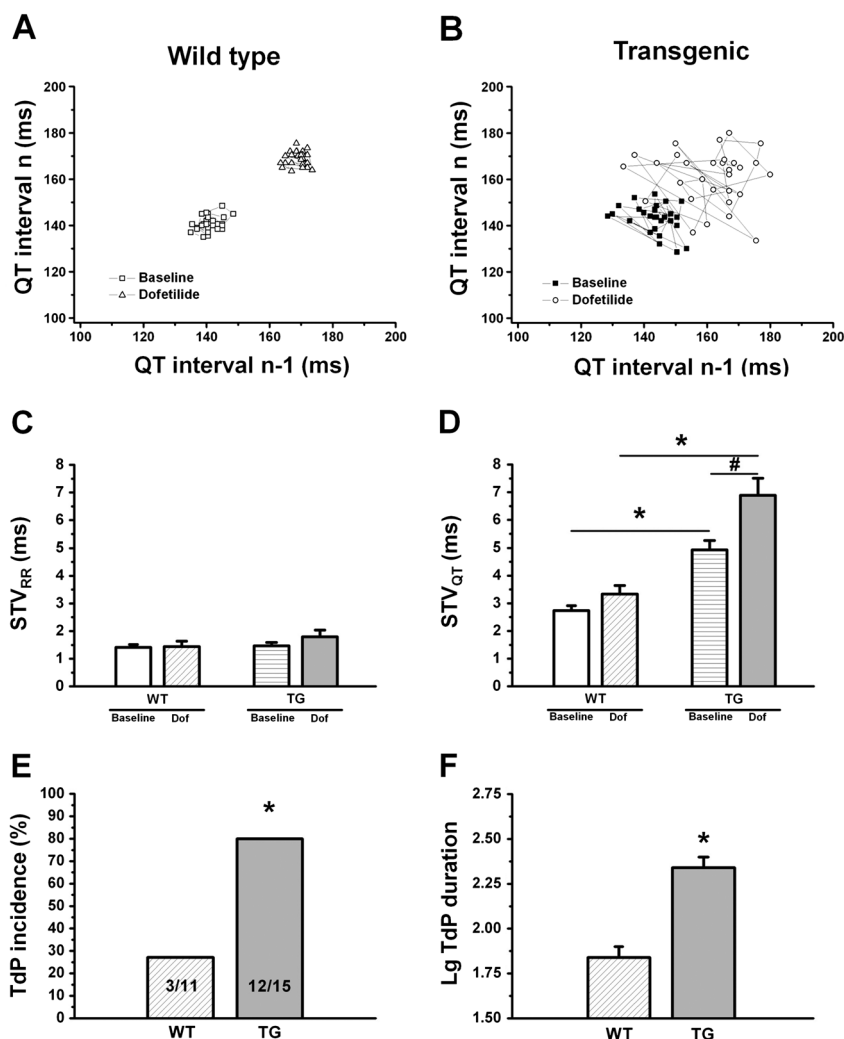 A
Wild type
QT interval n (ms)
200
180
160
140
120
100
Baseline
Dofetilide
100 120 140 160 180 200
QT interval n-1 (ms)
B
Transgenic
QT interval n (ms)
200
180
160
140
120
100
Baseline
Dofetilide
100 120 140 160 180 200
QT interval n-1 (ms)
C
STVRR (ms)
8
7
6
5
4
3
2
1
0
WT TG
Baseline Dof Baseline Dof
D
STVQT (ms)
8
7
6
5
4
3
2
1
0
*
#
*
WT TG
Baseline Dof Baseline Dof
E
TdP incidence (%)
100
90
80
70
60
50
40
30
20
10
0
*
3/11 12/15
WT TG
F
Lg TdP duration
2.75
2.50
2.25
2.00
1.75
1.50
*
WT TG